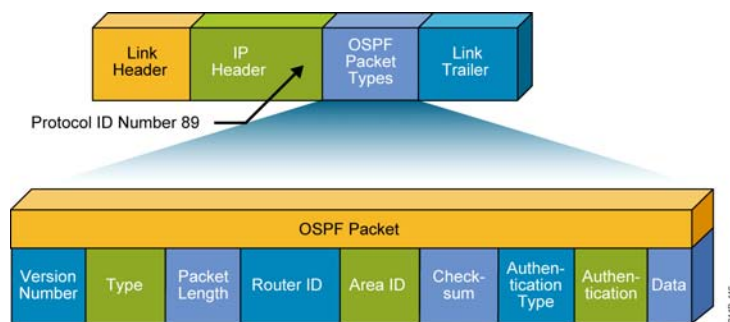 Link
Header
IP
Header
OSPF
Packet
Types
Link
Trailer
Protocol ID Number 89
OSPF Packet
Version
Number
Type
Packet
Length
Router ID
Area ID
Check-
sum
Authen-
tication
Type
Authen-
tication
Data